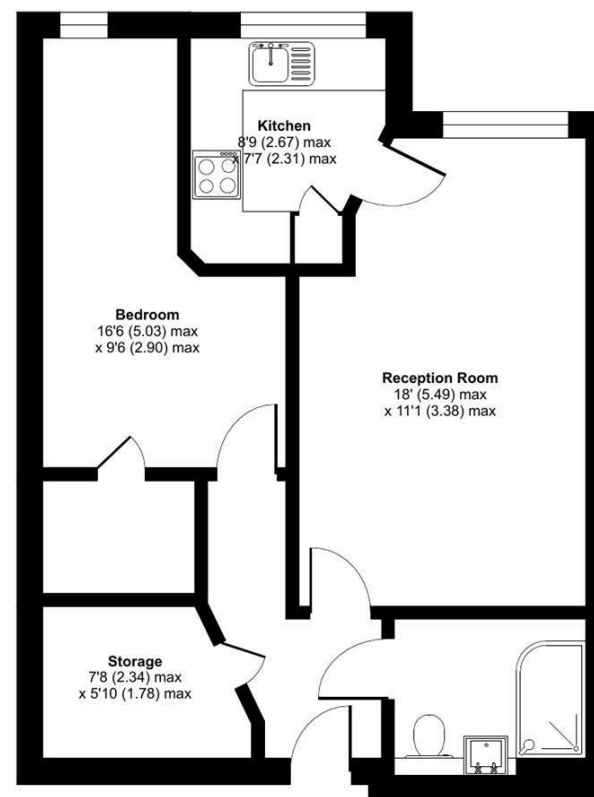 Kitchen
8'9 (2.67) max
x 7'7 (2.31) max
Bedroom
16'6 (5.03) max
x 9'6 (2.90) max
Reception Room
18' (5.49) max
x 11'1 (3.38) max
Storage
7'8 (2.34) max
x 5'10 (1.78) max